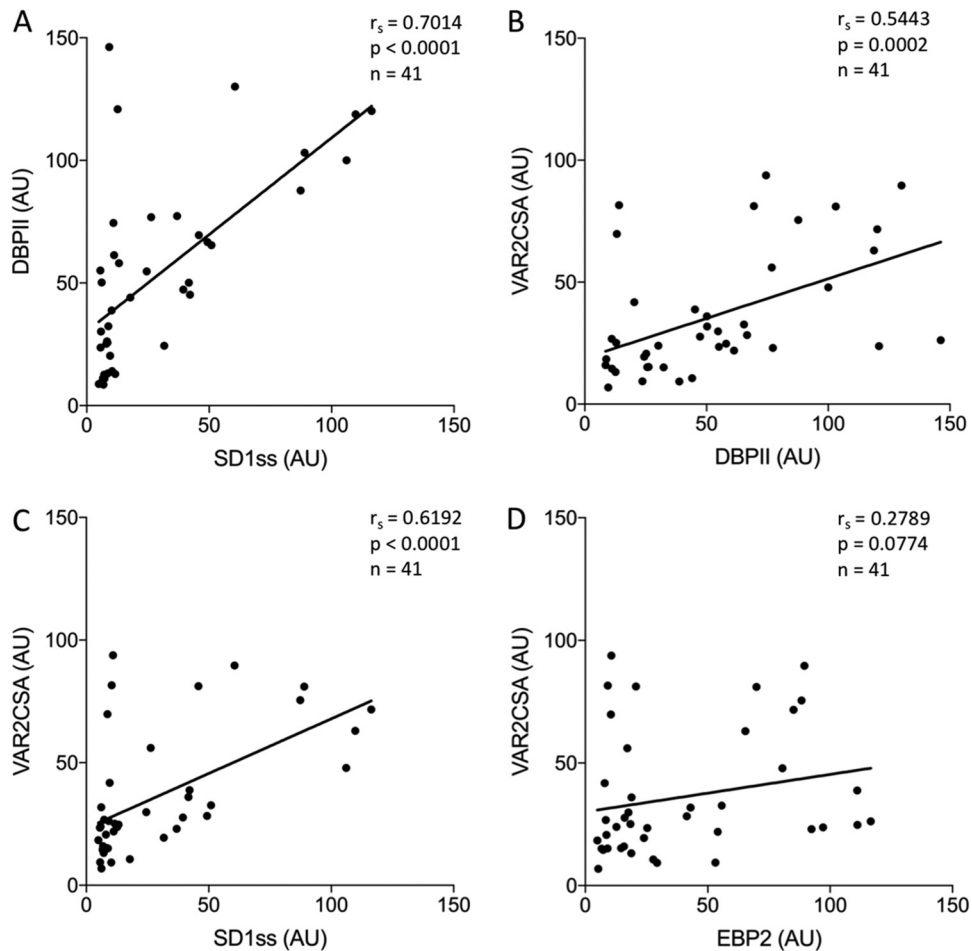 A
r_s = 0.7014
p < 0.0001
n = 41
150
100
50
0
DBPII (AU)
0 50 100 150
SD1ss (AU)
B
r_s = 0.5443
p = 0.0002
n = 41
150
100
50
0
VAR2CSA (AU)
0 50 100 150
DBPII (AU)
C
r_s = 0.6192
p < 0.0001
n = 41
150
100
50
0
VAR2CSA (AU)
0 50 100 150
SD1ss (AU)
D
r_s = 0.2789
p = 0.0774
n = 41
150
100
50
0
VAR2CSA (AU)
0 50 100 150
EBP2 (AU)